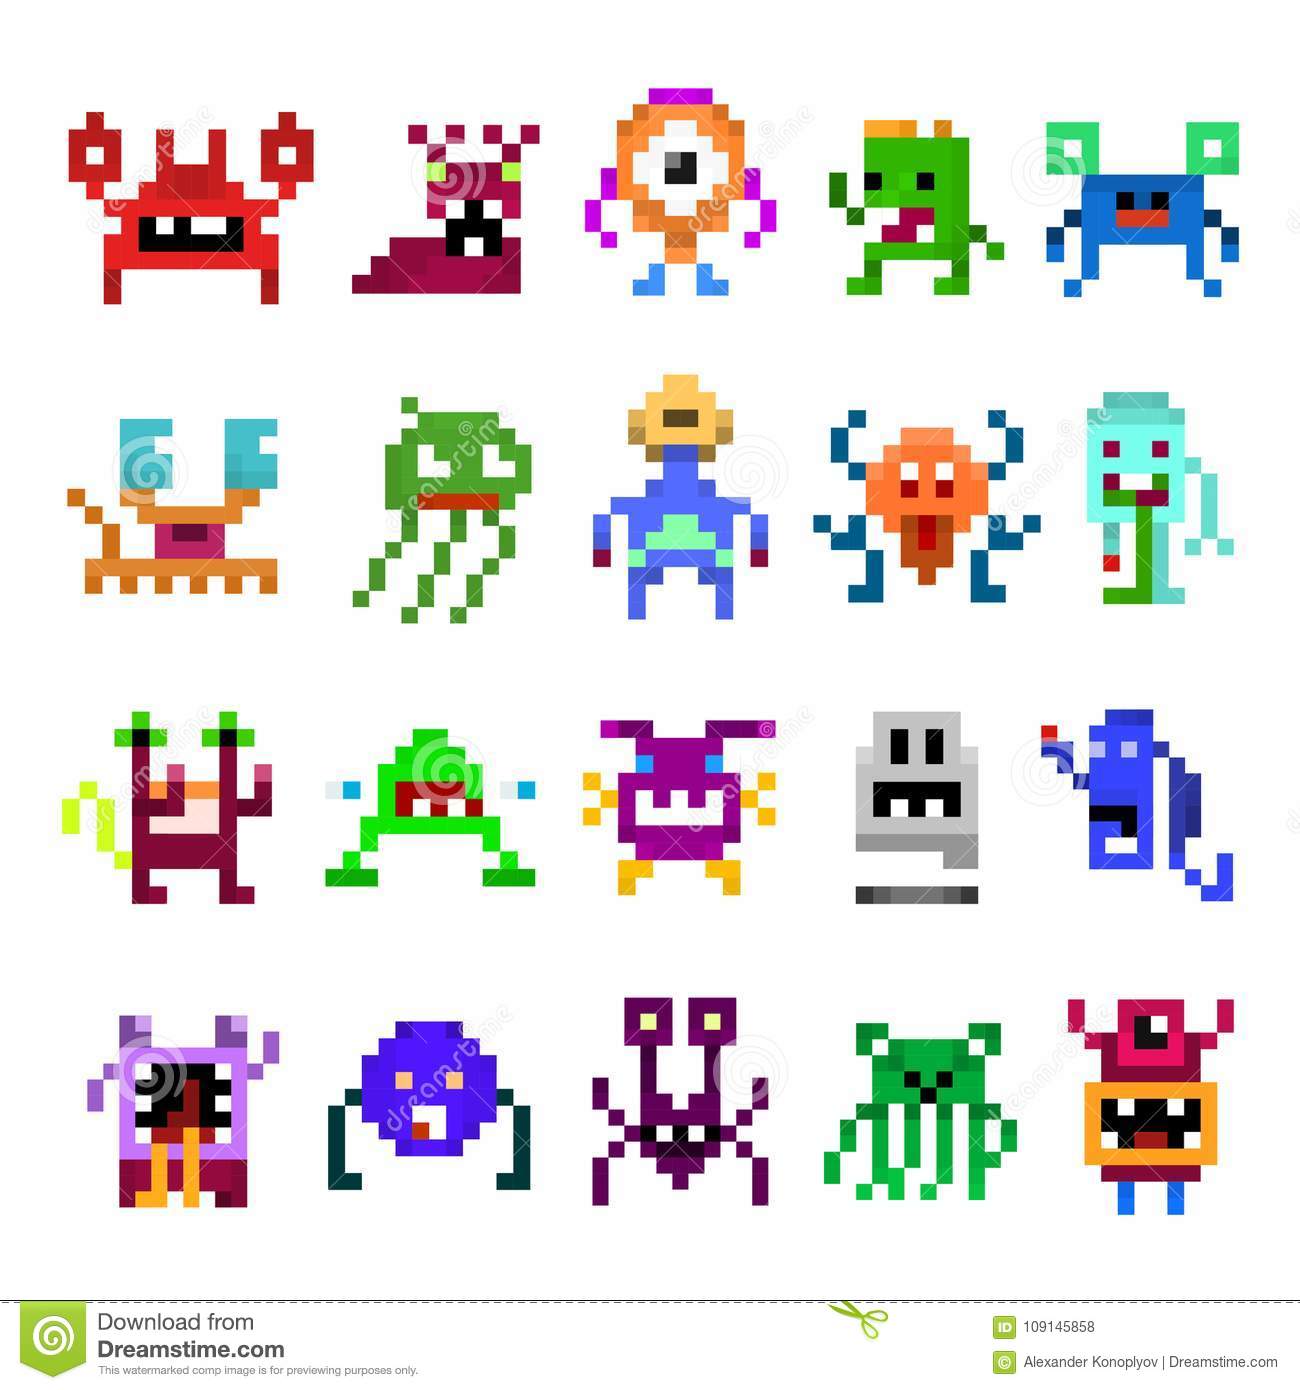 Download from
Dreamstime.com
This watermarked comp image is for previewing purposes only.
ID 109145858
© Alexander Konoplyov | Dreamstime.com